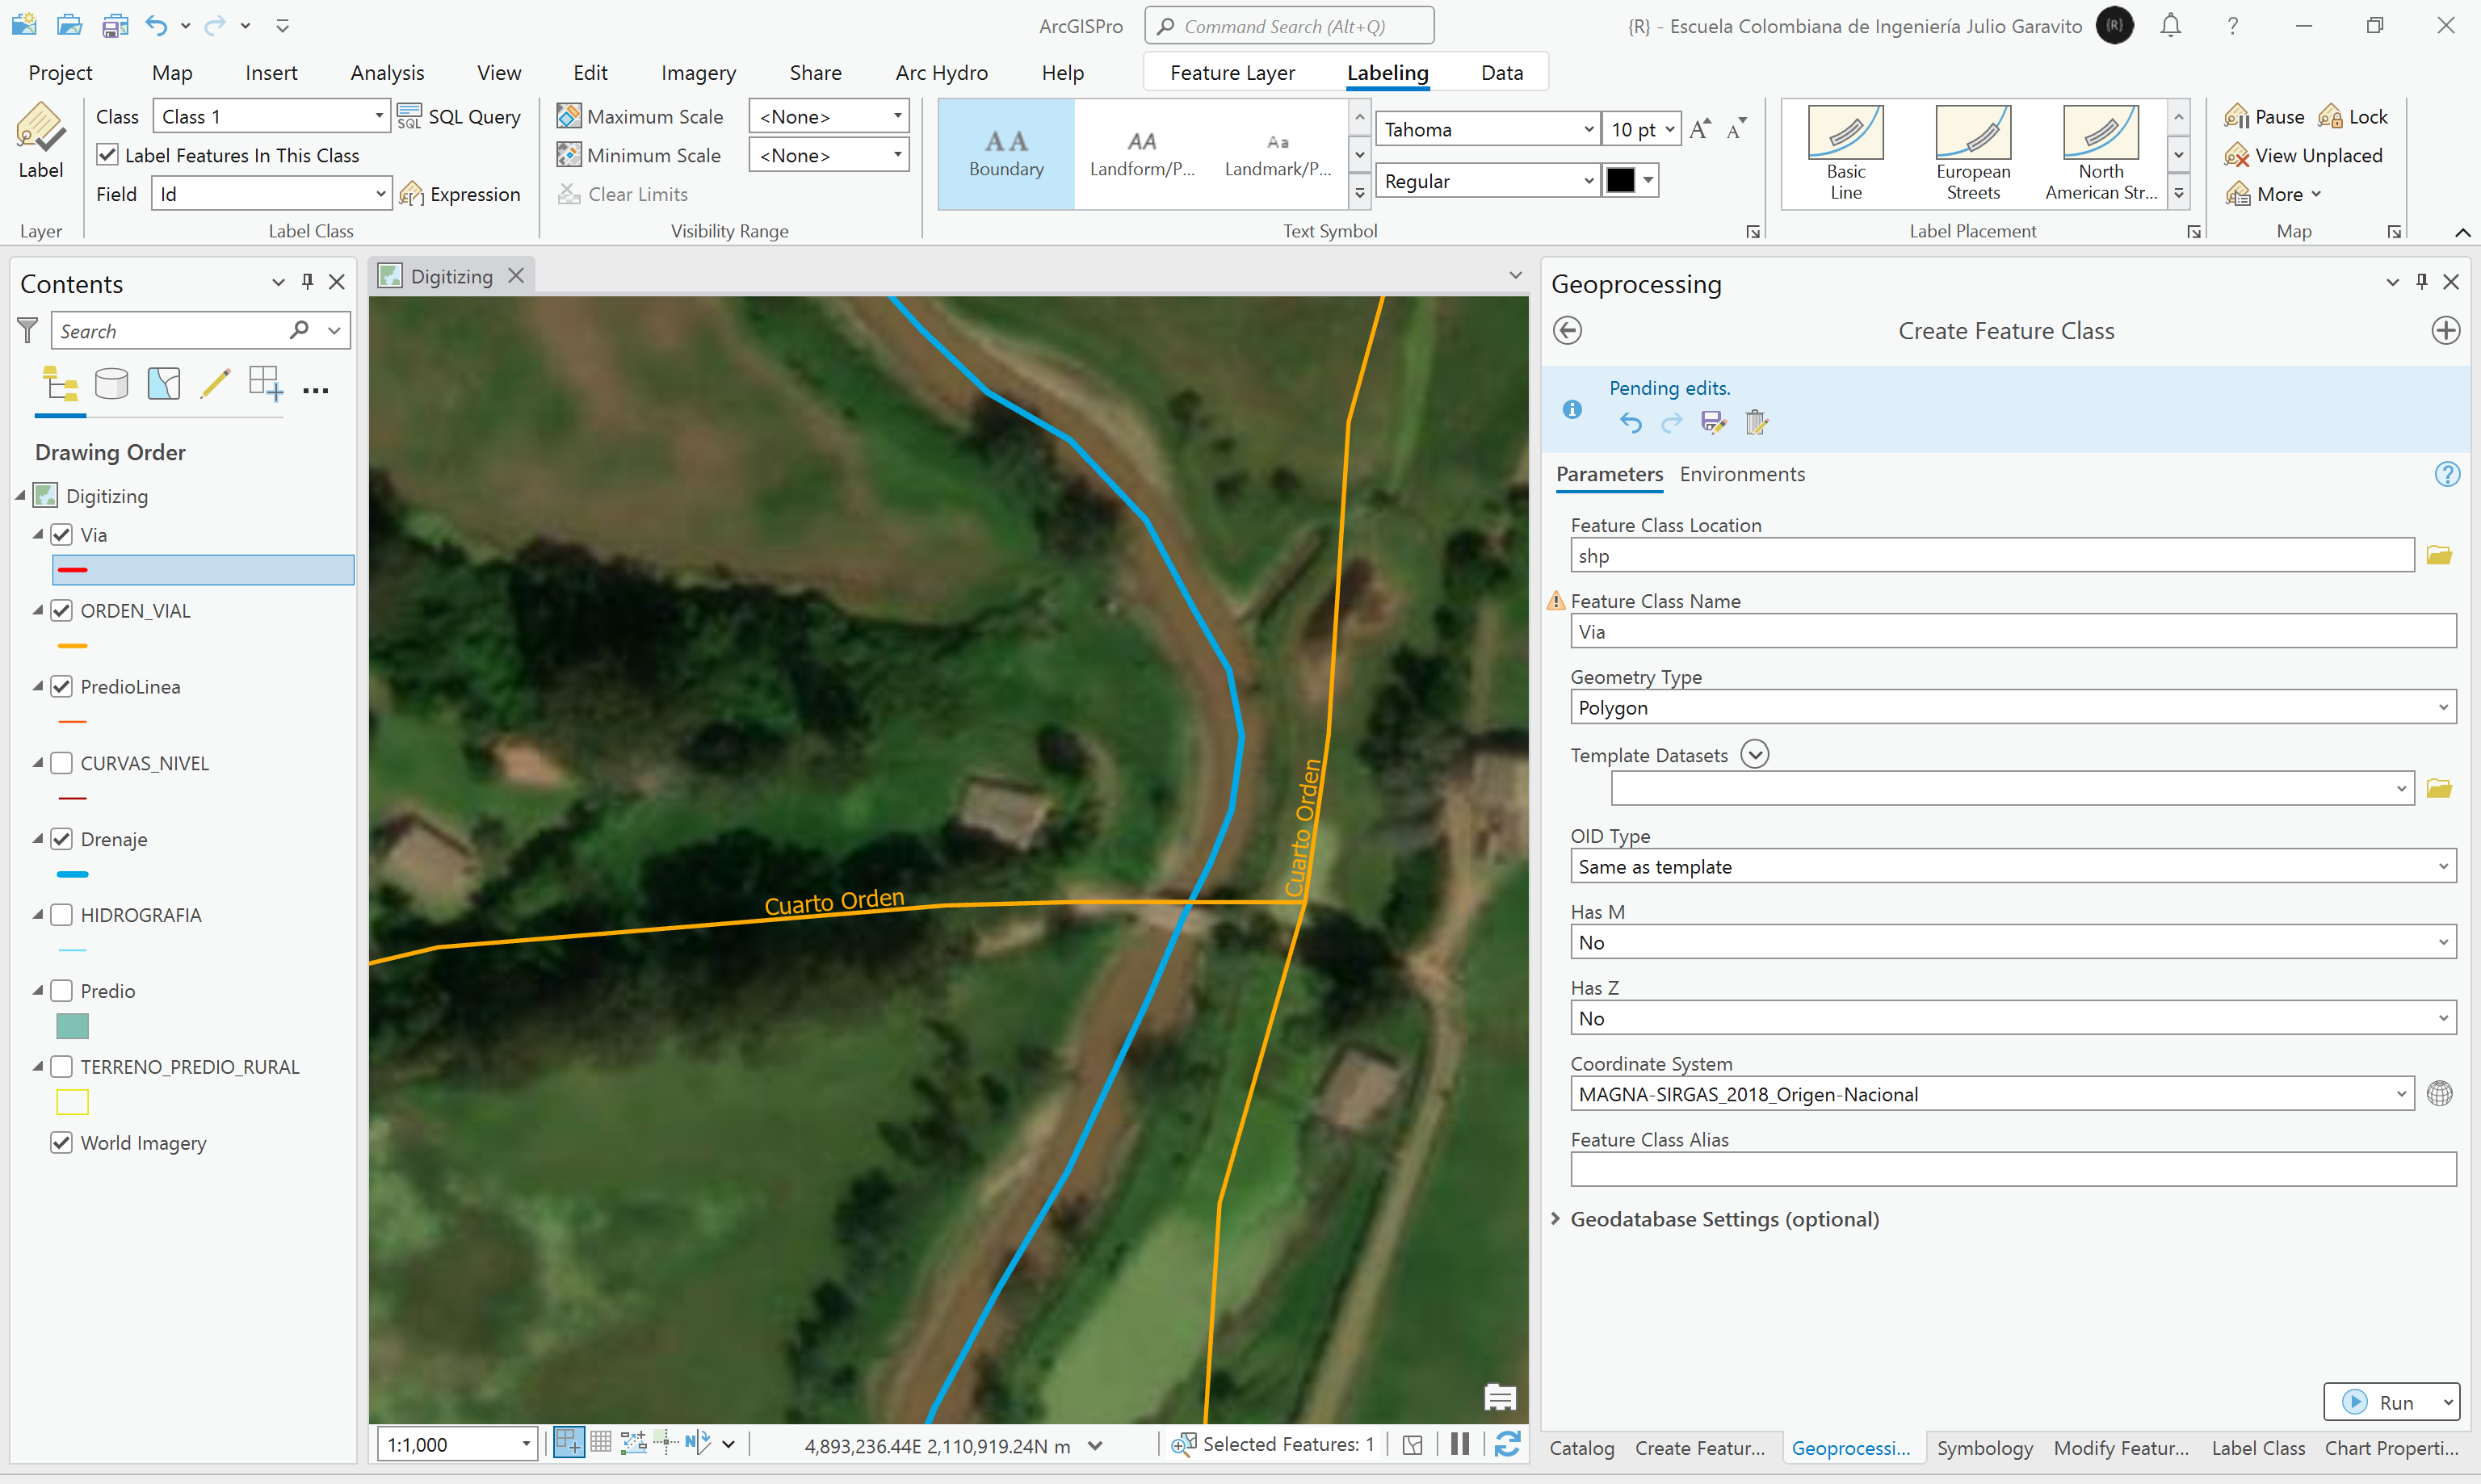 ArcGISPro
Command Search (Alt+Q)
{R} - Escuela Colombiana de Ingeniería Julio Garavito
{R}
Project
Map
Insert
Analysis
View
Edit
Imagery
Share
Arc Hydro
Help
Feature Layer
Labeling
Data
Label
Layer
Class
Class 1
SQL
SQL Query
Label Features In This Class
Field
Id
Expression
Label Class
Maximum Scale
<None>
Minimum Scale
<None>
Clear Limits
Visibility Range
AA
Boundary
AA
Landform/P...
Aa
Landmark/P...
Tahoma
10 pt
A
A
Regular
Text Symbol
Basic
Line
European
Streets
North
American Str...
Label Placement
Pause
Lock
View Unplaced
More
Map
Contents
Search
Drawing Order
Digitizing
Via
ORDEN_VIAL
PredioLinea
CURVAS_NIVEL
Drenaje
HIDROGRAFIA
Predio
TERRENO_PREDIO_RURAL
World Imagery
Digitizing
Cuarto Orden
Cuarto Orden
1:1,000
N
4,893,236.44E 2,110,919.24N m
Selected Features: 1
Geoprocessing
Create Feature Class
Pending edits.
Parameters
Environments
Feature Class Location
shp
Feature Class Name
Via
Geometry Type
Polygon
Template Datasets
OID Type
Same as template
Has M
No
Has Z
No
Coordinate System
MAGNA-SIRGAS_2018_Origen-Nacional
Feature Class Alias
Geodatabase Settings (optional)
Run
Catalog
Create Featur...
Geoprocessi...
Symbology
Modify Featur...
Label Class
Chart Properti...